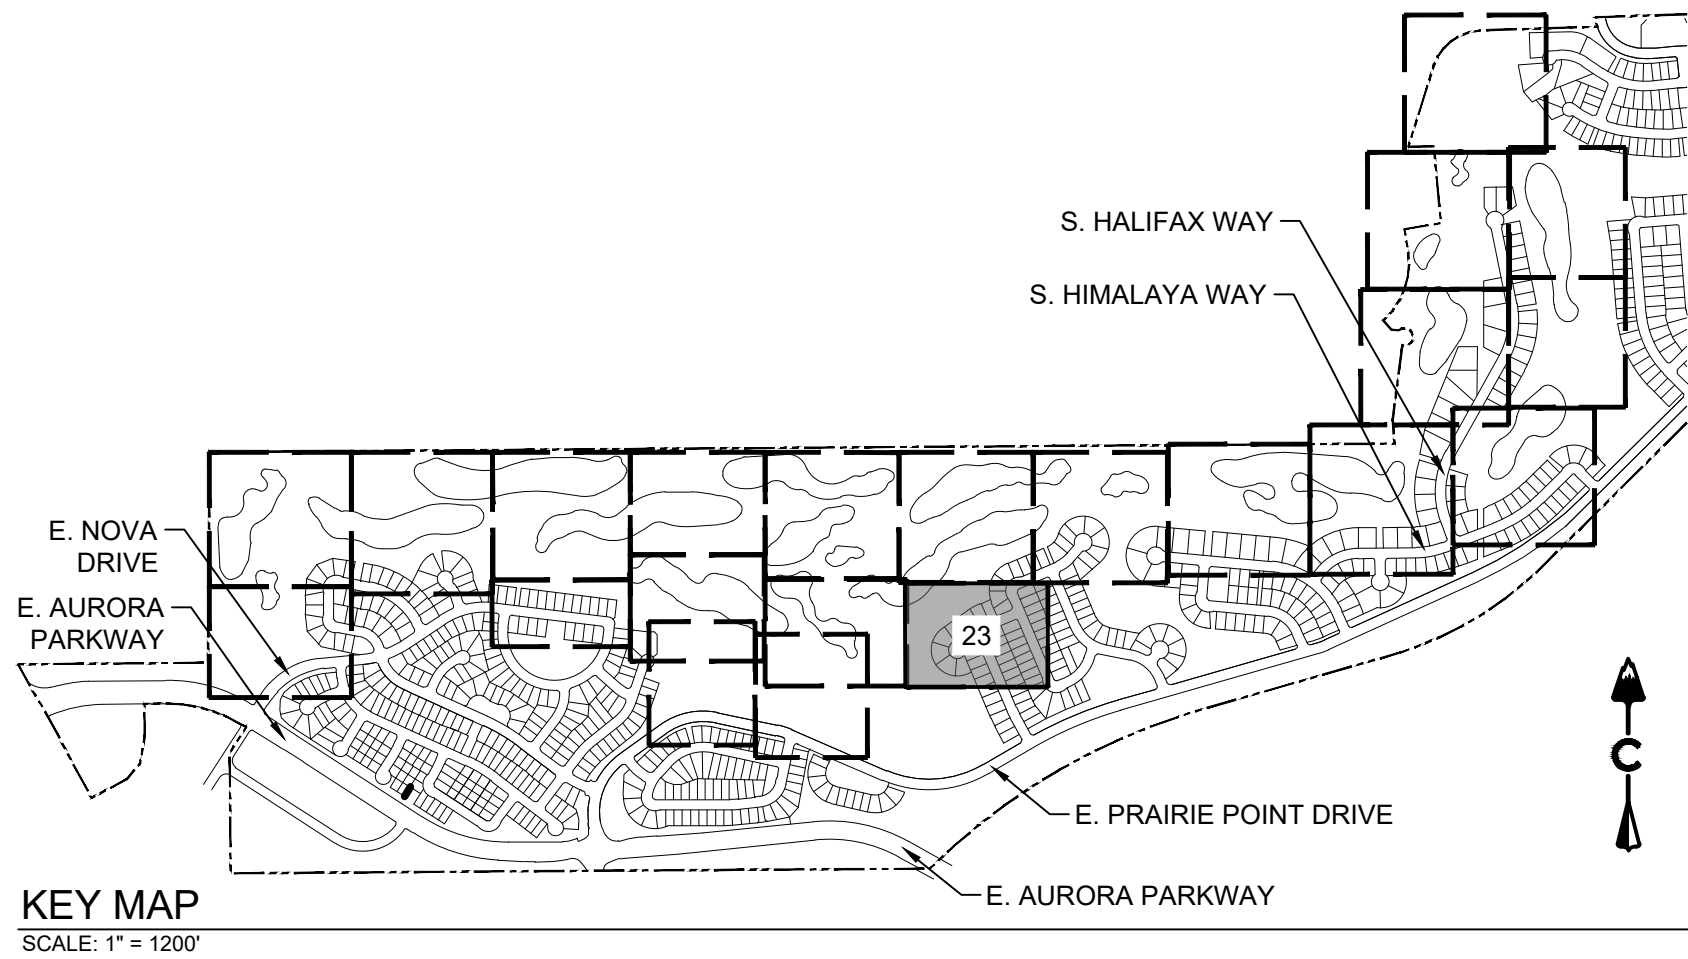 S. HALIFAX WAY
S. HIMALAYA WAY
E. NOVA
DRIVE
E. AURORA
PARKWAY
23
E. PRAIRIE POINT DRIVE
E. AURORA PARKWAY
KEY MAP
SCALE: 1" = 1200'
C